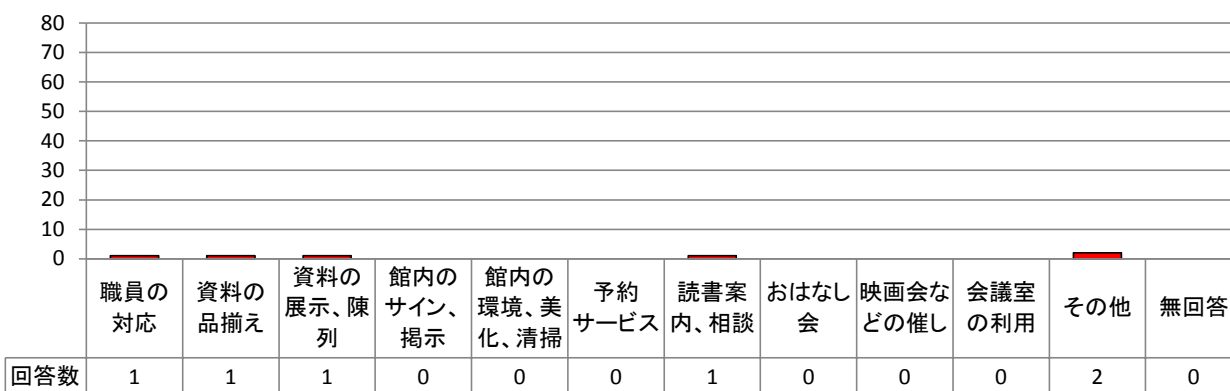 80
70
60
50
40
30
20
10
0
職員の
対応
資料の
品揃え
資料の
展示、陳
列
館内の
サイン、
掲示
館内の
環境、美
化、清掃
予約
サービス
読書案
内、相談
おはなし
会
映画会な
どの催し
会議室
の利用
その他
無回答
回答数 1 1 1 0 0 0 1 0 0 0 2 0